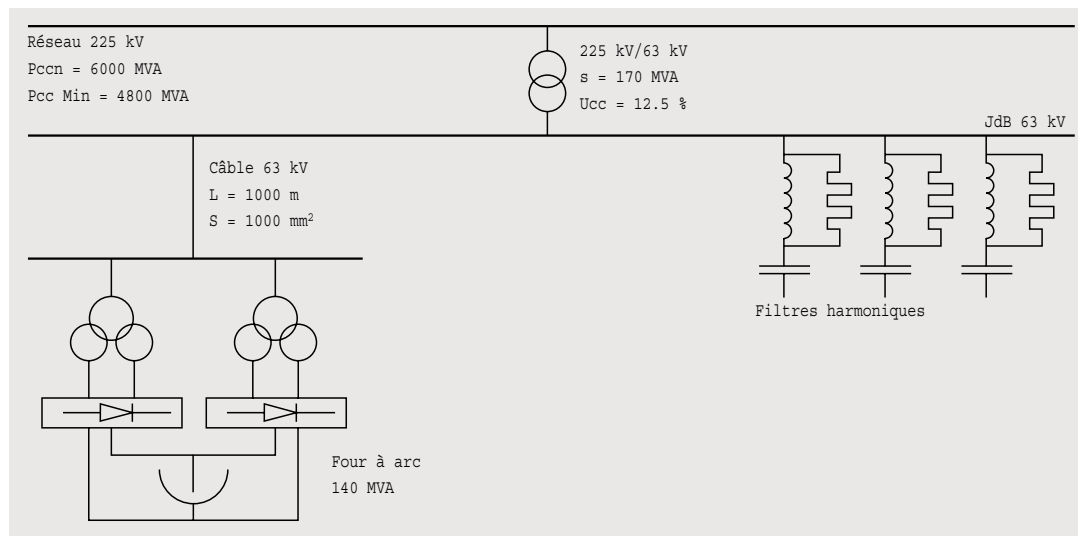 Réseau 225 kV
Pccn = 6000 MVA
Pcc Min = 4800 MVA
225 kV/63 kV
s = 170 MVA
Ucc = 12.5 %
JdB 63 kV
Câble 63 kV
L = 1000 m
S = 1000 mm²
Filtres harmoniques
Four à arc
140 MVA